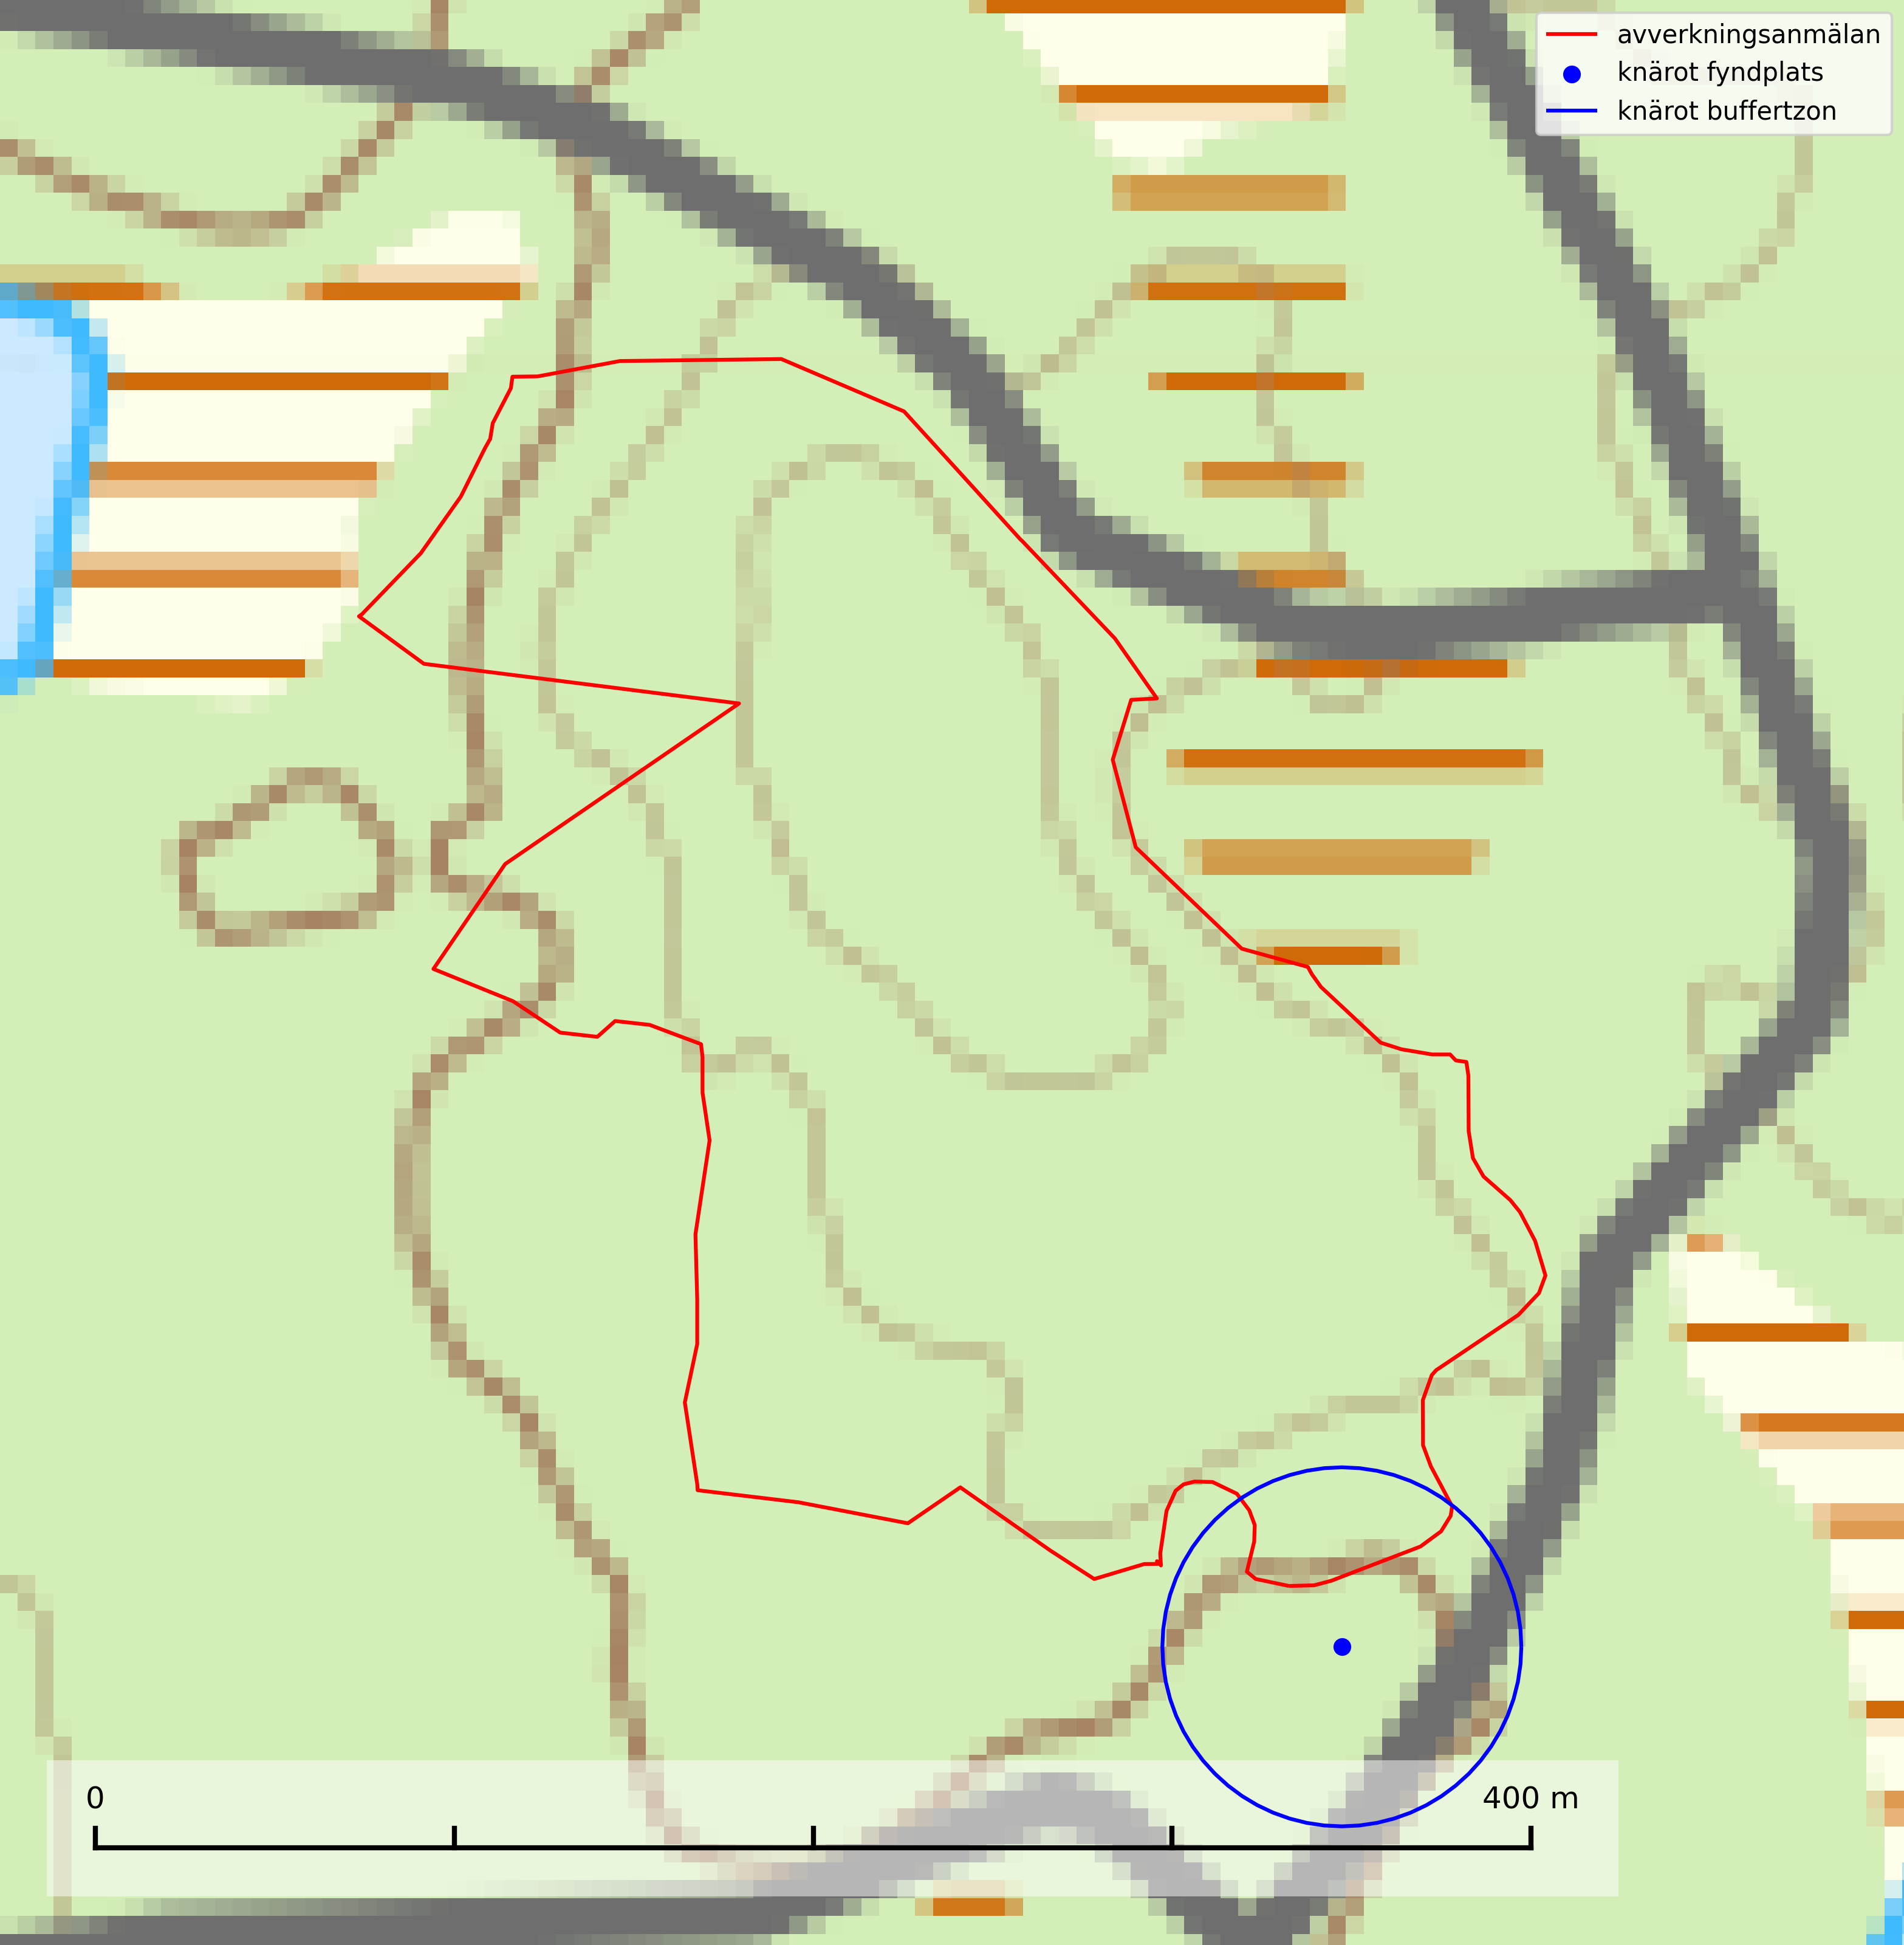 avverkningsanmälan
knärot fyndplats
knärot buffertzon
0
400 m